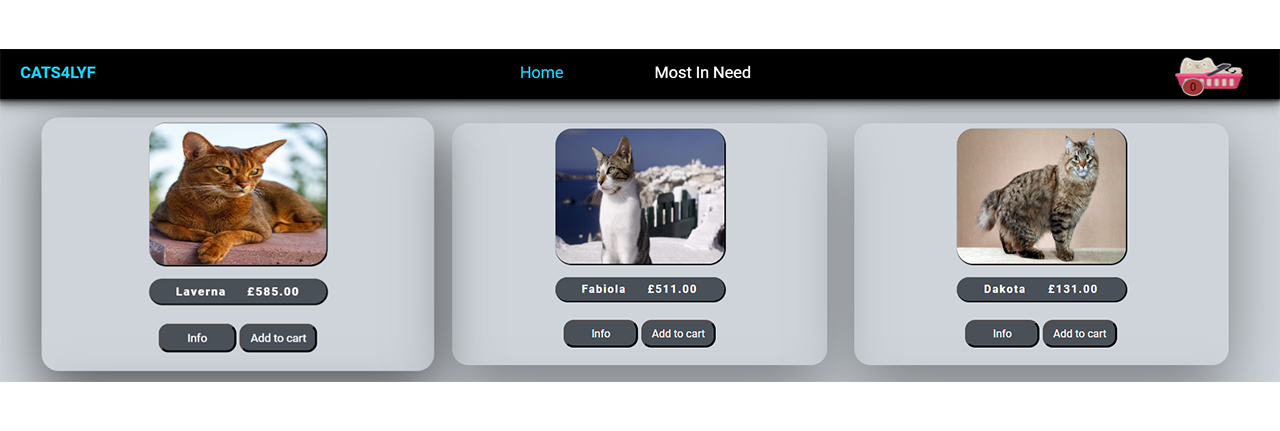 CATS4LYF Home Most In Need 0
Laverna £585.00 Fabiola £511.00 Dakota £131.00
Info Add to cart Info Add to cart Info Add to cart